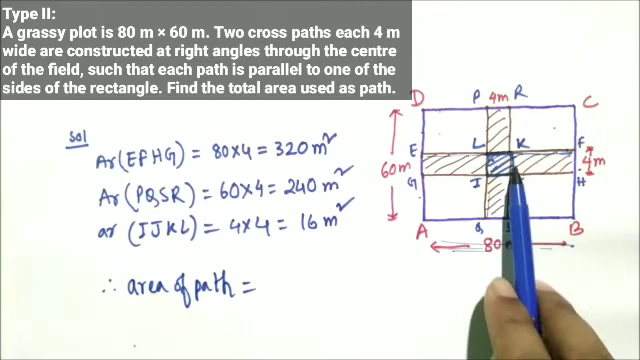 Type II:
A grassy plot is 80 m × 60 m. Two cross paths each 4 m
wide are constructed at right angles through the centre
of the field, such that each path is parallel to one of the
sides of the rectangle. Find the total area used as path.
Sol
Ar(EFHG) = 80×4 = 320 m²
Ar(PQSR) = 60×4 = 240 m²
ar (IJKL) = 4×4 = 16 m²
∴ area of path =
D P 4m R C
E L K F
60m 4m
G I H
A Q S B
80